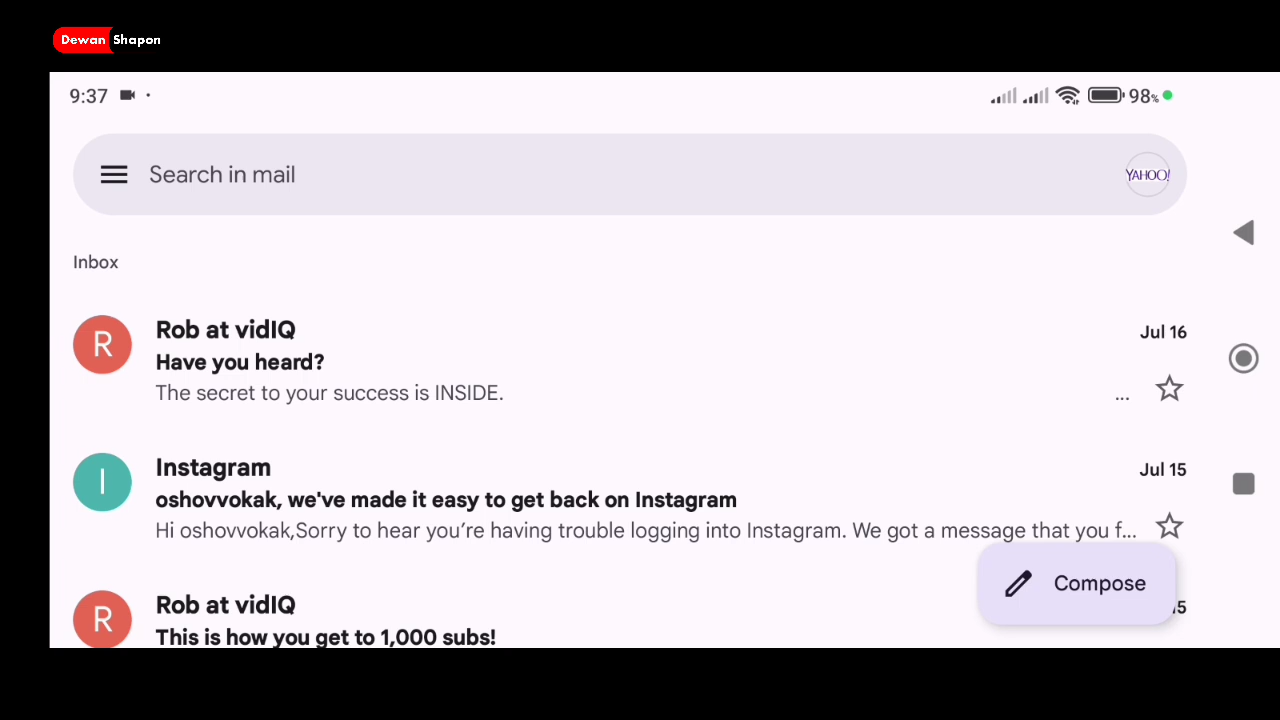 Dewan Shapon
9:37
98%
Search in mail
YAHOO!
Inbox
R
Rob at vidIQ
Jul 16
Have you heard?
The secret to your success is INSIDE.
...
I
Instagram
Jul 15
oshovvokak, we've made it easy to get back on Instagram
Hi oshovvokak,Sorry to hear you’re having trouble logging into Instagram. We got a message that you f...
Compose
R
Rob at vidIQ
5
This is how you get to 1,000 subs!